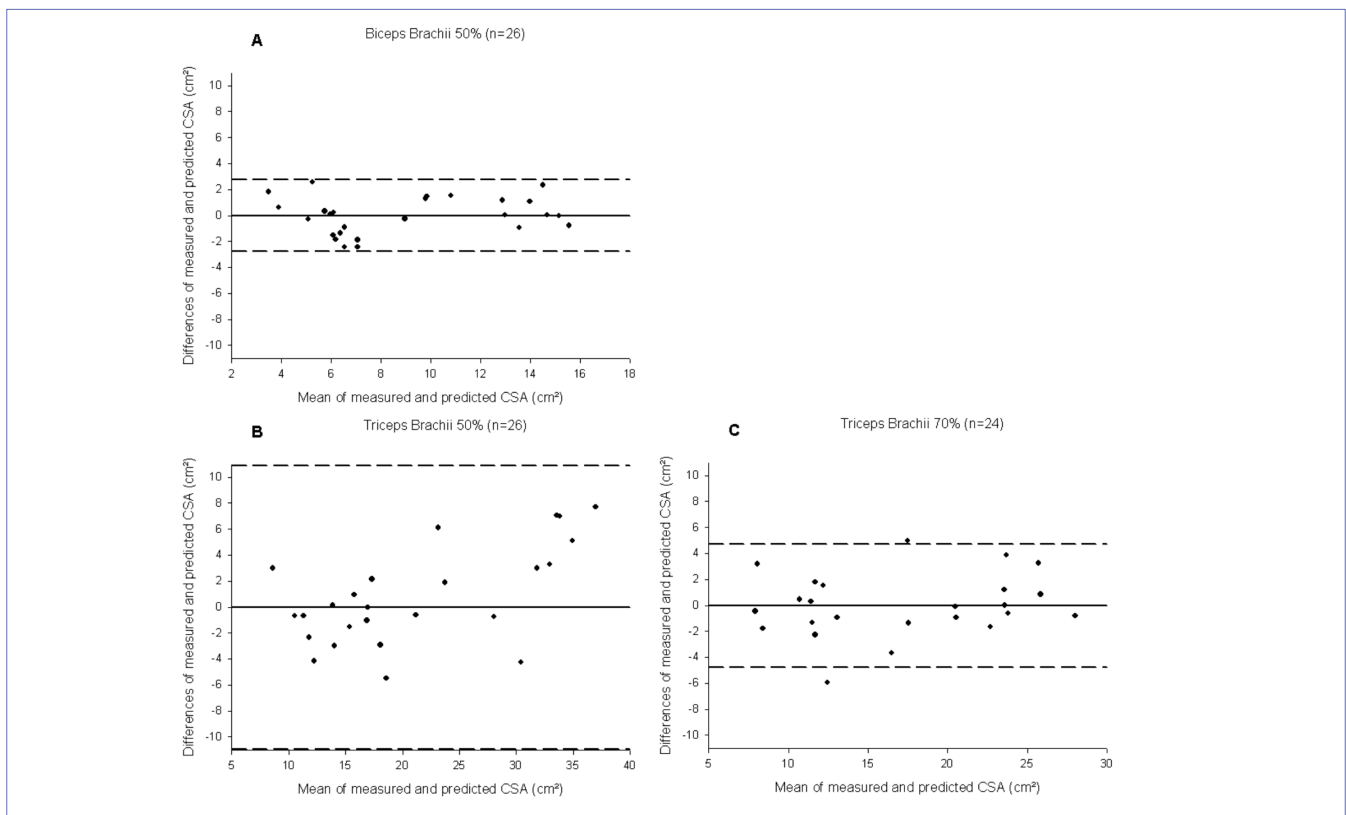 A
Biceps Brachii 50% (n=26)
Differences of measured and predicted CSA (cm²)
10
8
6
4
2
0
-2
-4
-6
-8
-10
2 4 6 8 10 12 14 16 18
Mean of measured and predicted CSA (cm²)
B
Triceps Brachii 50% (n=26)
Differences of measured and predicted CSA (cm²)
10
8
6
4
2
0
-2
-4
-6
-8
-10
5 10 15 20 25 30 35 40
Mean of measured and predicted CSA (cm²)
C
Triceps Brachii 70% (n=24)
Differences of measured and predicted CSA (cm²)
10
8
6
4
2
0
-2
-4
-6
-8
-10
5 10 15 20 25 30
Mean of measured and predicted CSA (cm²)